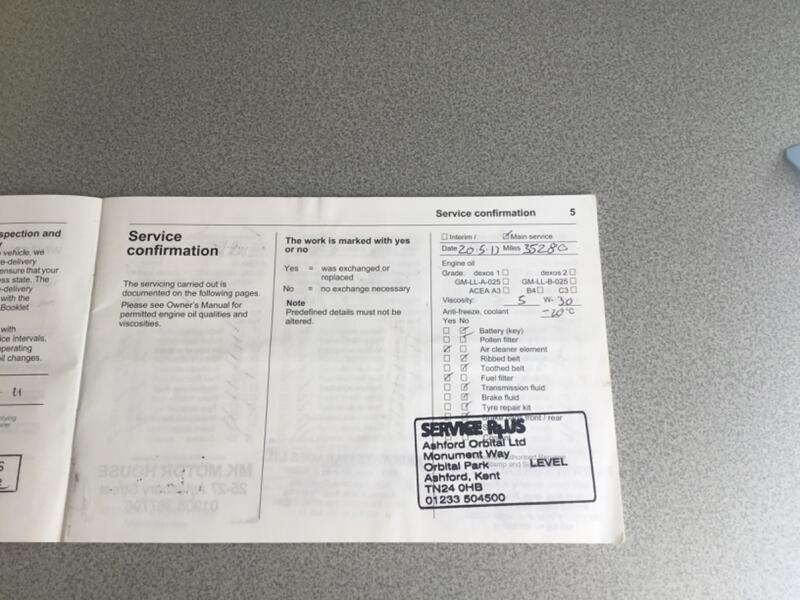 spection and
y
vehicle, we
e-delivery
ensure that your
ess state. The
e-delivery
with the
Booklet
with
ice intervals,
perating
il changes.
Service confirmation 5
Service
confirmation
The servicing carried out is
documented on the following pages.
Please see Owner's Manual for
permitted engine oil qualities and
viscosities.
The work is marked with yes
or no
Yes = was exchanged or
replaced
No = no exchange necessary
Note
Predefined details must not be
altered.
Interim / Main service
Date 20.5.13 Miles 35280
Engine oil
Grade: dexos 1 dexos 2
GM-LL-A-025 GM-LL-B-025
ACEA A3 B4 C3
Viscosity: 5 W- 30
Anti-freeze, coolant -20 °C
Yes No
Battery (key)
Pollen filter
Air cleaner element
Ribbed belt
Toothed belt
Fuel filter
Transmission fluid
Brake fluid
Tyre repair kit
front / rear
SERVICE PLUS
Ashford Orbital Ltd
Monument Way
Orbital Park LEVEL
Ashford, Kent
TN24 0HB
01233 504500
MK MOTOR HOUSE